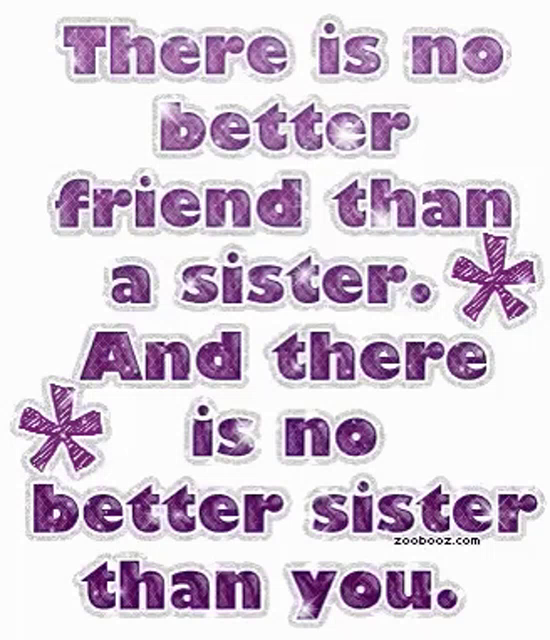 There is no
better
friend than
a sister.
And there
is no
better sister
zoobooz.com
than you.